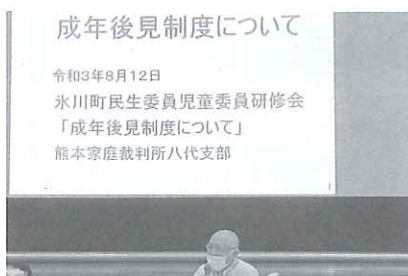 成年後見制度について
令和3年8月12日
氷川町民生委員児童委員研修会
「成年後見制度について」
熊本家庭裁判所八代支部